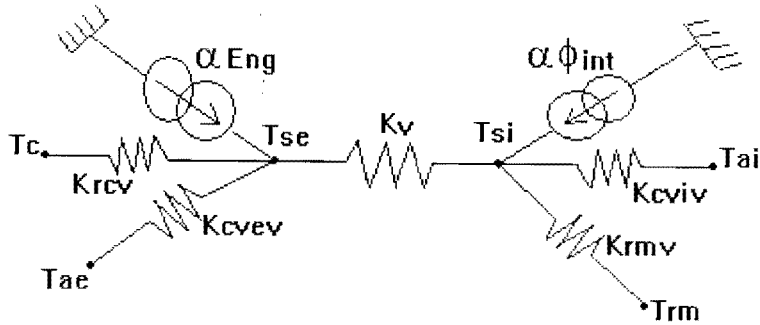 α Eng
α ϕint
Tc
Tse
Kv
Tsi
Tai
Krcv
Kcviv
Kcvev
Krmv
Tae
Trm